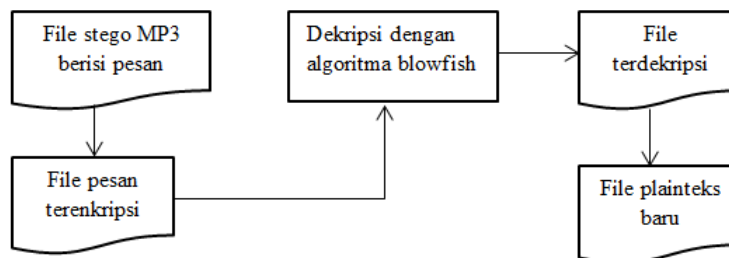 File stego MP3
berisi pesan
File pesan
terenkripsi
Dekripsi dengan
algoritma blowfish
File
terdekripsi
File plainteks
baru